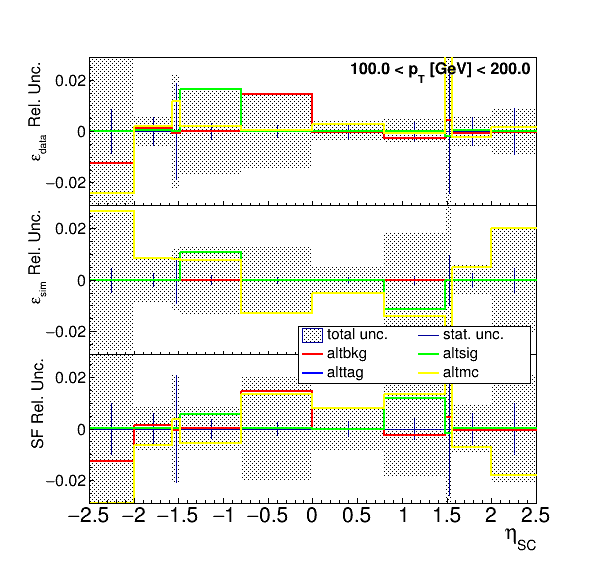 100.0 < p_T [GeV] < 200.0
ε_data Rel. Unc.
0.02
0
−0.02
ε_sim Rel. Unc.
0.02
0
−0.02
total unc. stat. unc.
altbkg altsig
alttag altmc
SF Rel. Unc.
0.02
0
−0.02
−2.5 −2 −1.5 −1 −0.5 0 0.5 1 1.5 2 2.5
η_SC